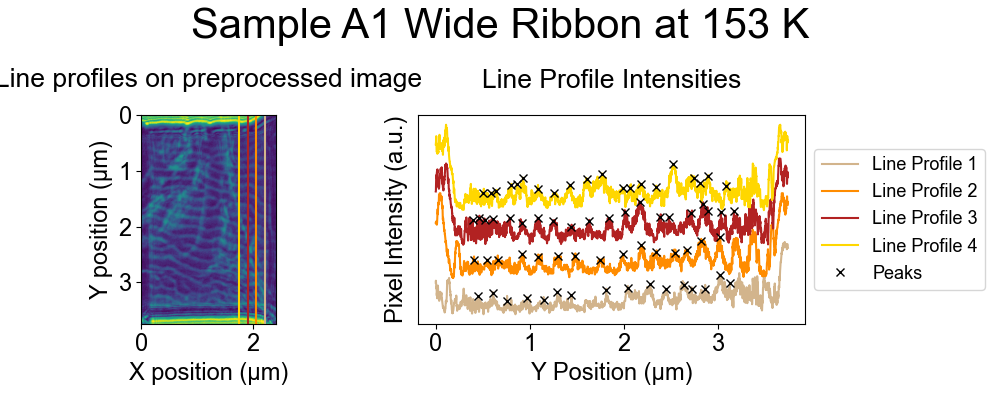 Sample A1 Wide Ribbon at 153 K
Line profiles on preprocessed image
Line Profile Intensities
0
1
2
3
Y position (μm)
0
2
X position (μm)
Pixel Intensity (a.u.)
0
1
2
3
Y Position (μm)
Line Profile 1
Line Profile 2
Line Profile 3
Line Profile 4
Peaks